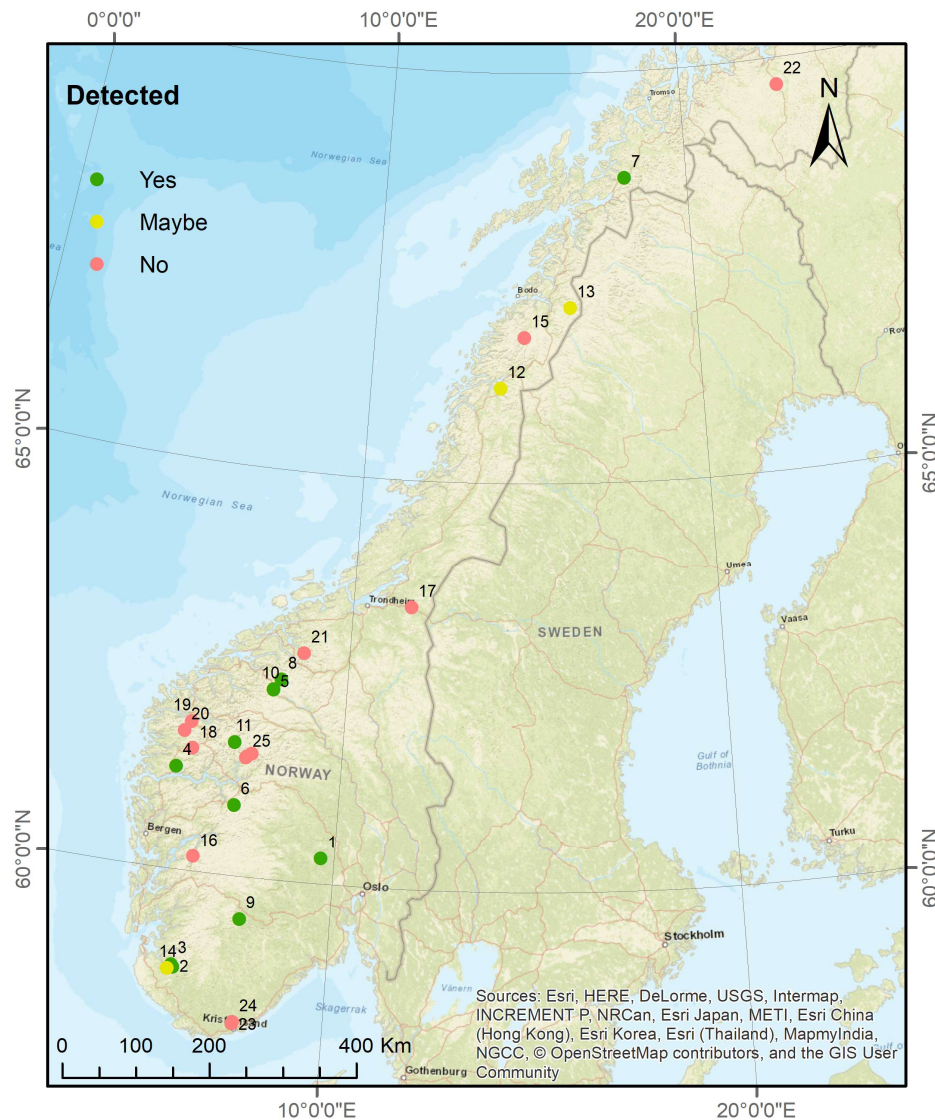 0°0'0"
10°0'0"E
20°0'0"E
22
Detected
N
Tromso
Norwegian Sea
7
Yes
Maybe
No
Bodo
13
15
12
65°0'0"N
65°0'0"N
Norwegian Sea
Umea
17
Trondheim
Vaasa
SWEDEN
21
8
10
5
19
20
18
11
25
4
NORWAY
Gulf of
Bothnia
6
Bergen
Turku
16
1
60°0'0"N
60°0'0"N
Oslo
9
Stockholm
14
3
2
Vänern
24
Skagerrak
23
Sources: Esri, HERE, DeLorme, USGS, Intermap,
INCREMENT P, NRCan, Esri Japan, METI, Esri China
(Hong Kong), Esri Korea, Esri (Thailand), MapmyIndia,
NGCC, © OpenStreetMap contributors, and the GIS User
Community
0 100 200 400 Km
Gothenburg
10°0'0"E
20°0'0"E